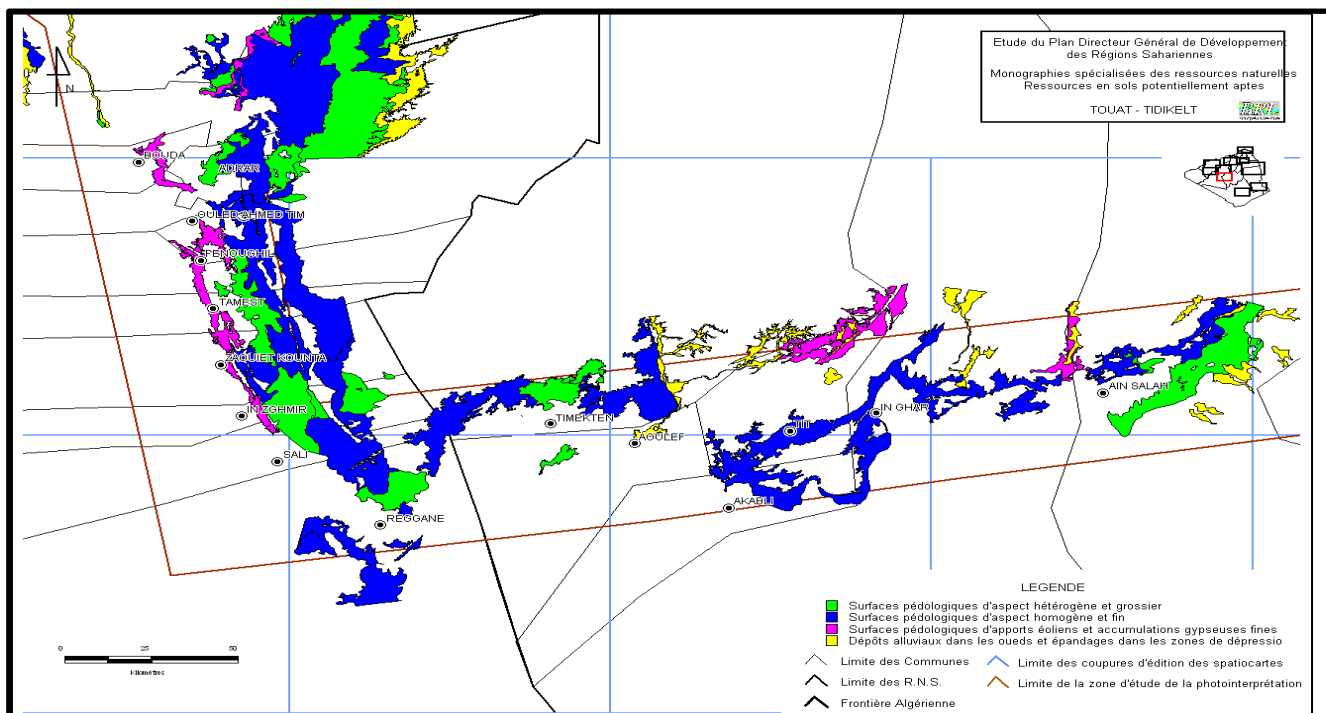 Etude du Plan Directeur Général de Développement
des Régions Sahariennes
Monographies spécialisées des ressources naturelles
Ressources en sols potentiellement aptes
TOUAT - TIDIKELT
N
BOUDA
ADRAR
OULED AHMED TIM
FENOUGHIL
TAMEST
ZAOUIET KOUNTA
IN ZGHMIR
SALI
REGGANE
TIMEKTEN
AOULEF
TIT
IN GHAR
AKABLI
AIN SALAH
0 25 50
Kilomètres
LEGENDE
Surfaces pédologiques d'aspect hétérogène et grossier
Surfaces pédologiques d'aspect homogène et fin
Surfaces pédologiques d'apports éoliens et accumulations gypseuses fines
Dépôts alluviaux dans les oueds et épandages dans les zones de dépressio
Limite des Communes
Limite des R.N.S.
Frontière Algérienne
Limite des coupures d'édition des spatiocartes
Limite de la zone d'étude de la photointerprétation